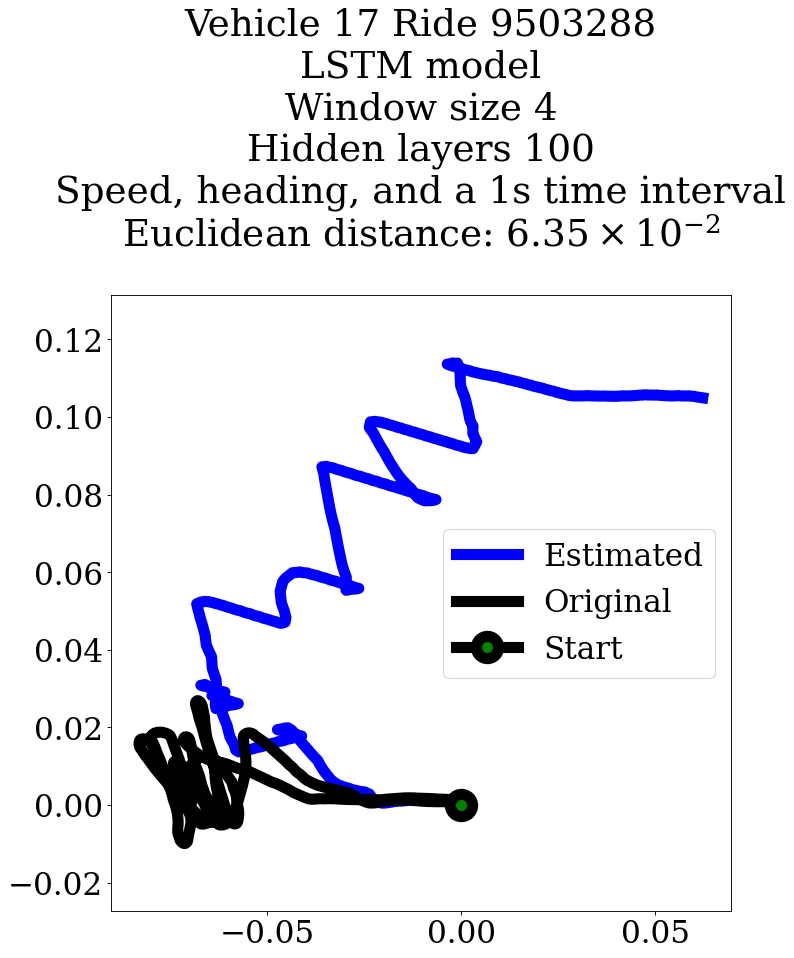 Vehicle 17 Ride 9503288
LSTM model
Window size 4
Hidden layers 100
Speed, heading, and a 1s time interval
Euclidean distance: 6.35 × 10⁻²
0.12
0.10
0.08
0.06
0.04
0.02
0.00
−0.02
Estimated
Original
Start
−0.05 0.00 0.05